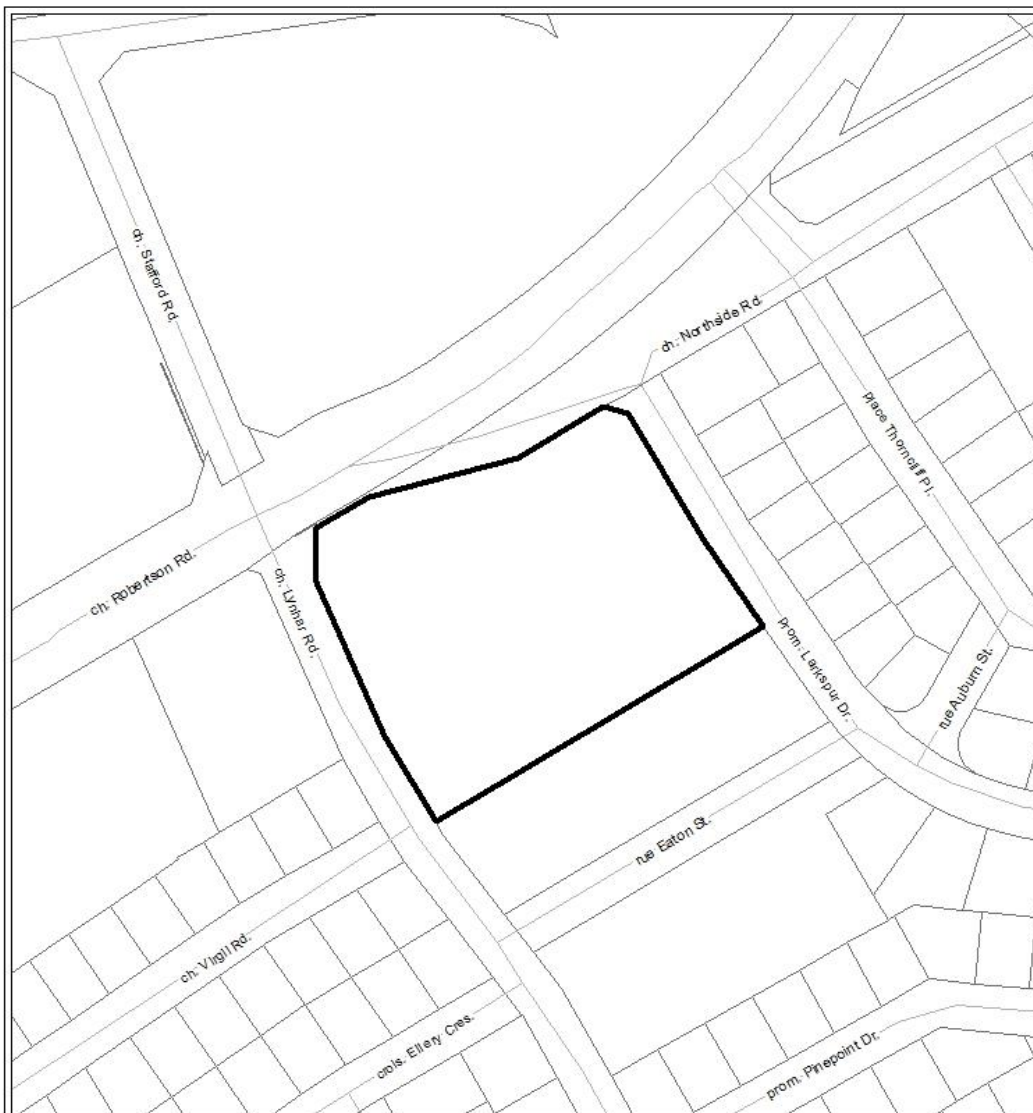 ch. Stafford Rd.
ch. Northside Rd.
place Thorncliff Pl.
ch. Robertson Rd.
ch. Lynhar Rd.
prom. Larkspur Dr.
rue Auburn St.
rue Eaton St.
ch. Virgil Rd.
crois. Ellery Cres.
prom. Pinepoint Dr.